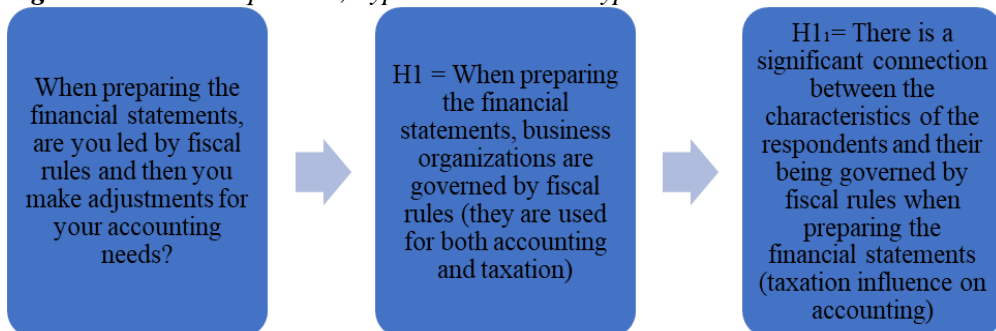 When preparing the
financial statements,
are you led by fiscal
rules and then you
make adjustments for
your accounting
needs?
H1 = When preparing
the financial
statements, business
organizations are
governed by fiscal
rules (they are used
for both accounting
and taxation)
H1₁= There is a
significant connection
between the
characteristics of the
respondents and their
being governed by
fiscal rules when
preparing the
financial statements
(taxation influence on
accounting)